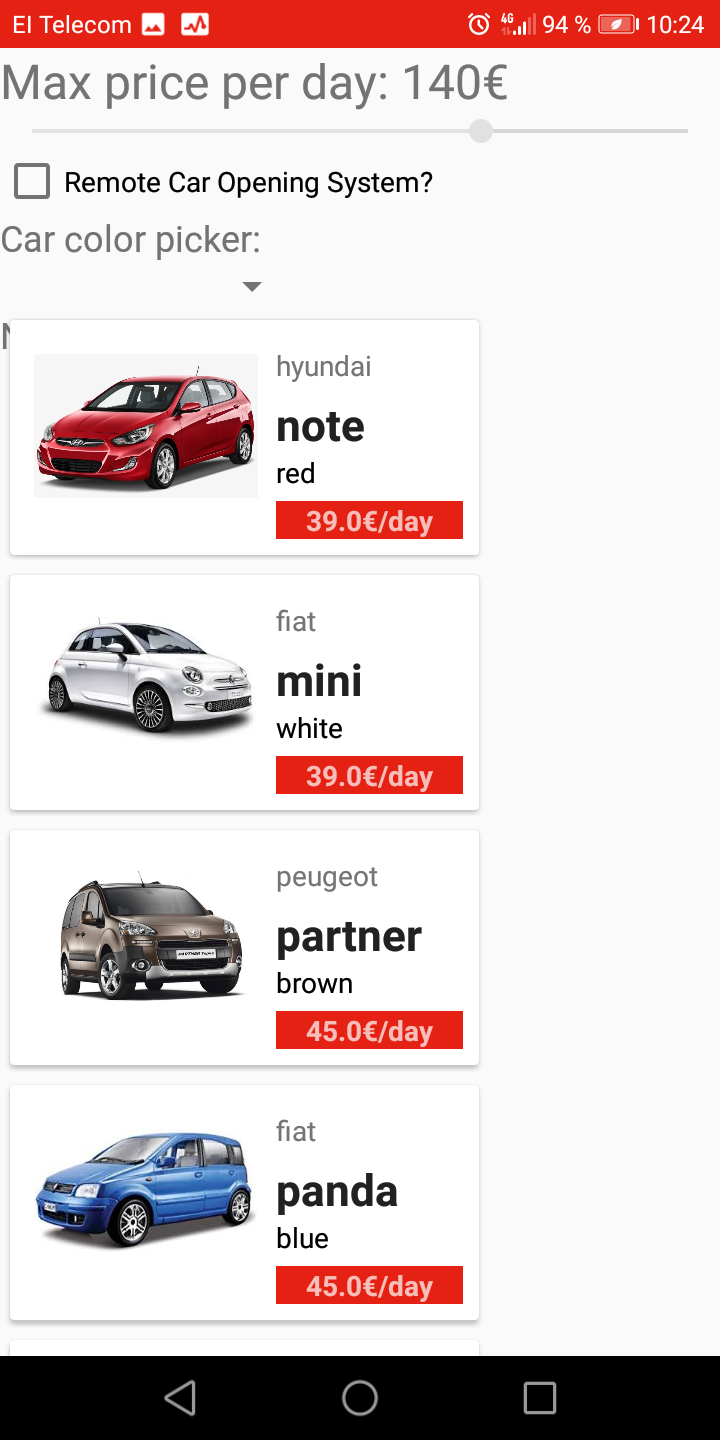 EI Telecom 4G 94 % 10:24
Max price per day: 140€
Remote Car Opening System?
Car color picker:
hyundai
note
red
39.0€/day
fiat
mini
white
39.0€/day
peugeot
partner
brown
45.0€/day
fiat
panda
blue
45.0€/day